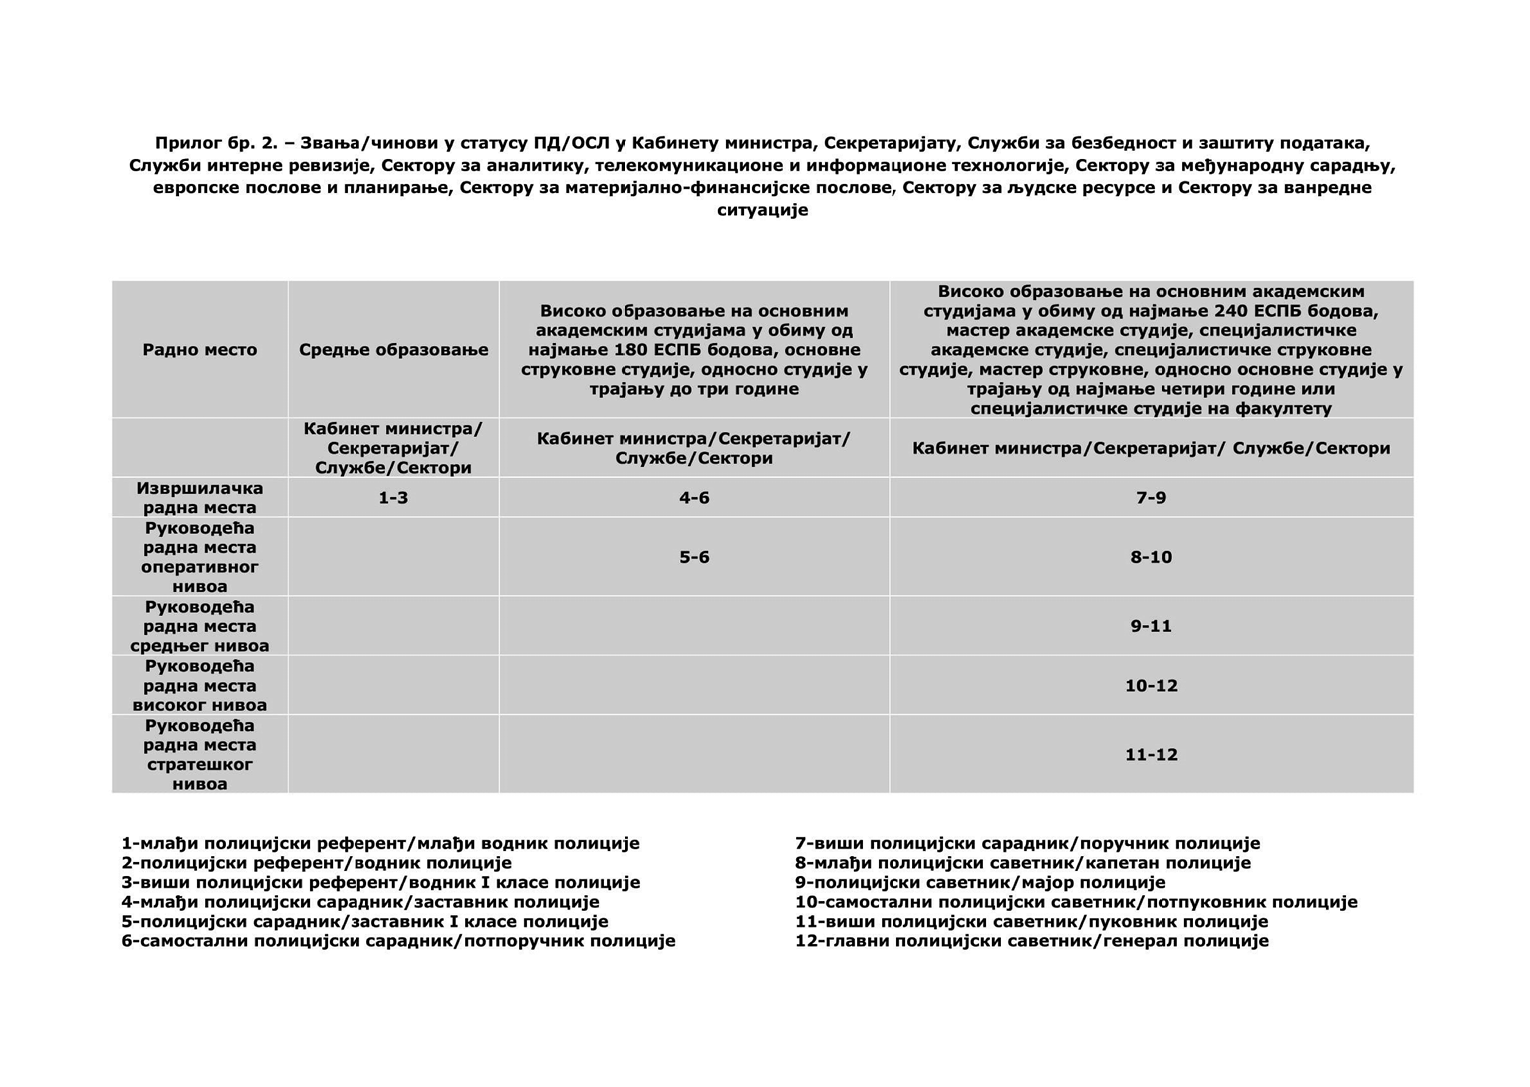 Прилог бр. 2. – Звања/чинови у статусу ПД/ОСЛ у Кабинету министра, Секретаријату, Служби за безбедност и заштиту података,
Служби интерне ревизије, Сектору за аналитику, телекомуникационе и информационе технологије, Сектору за међународну сарадњу,
европске послове и планирање, Сектору за материјално-финансијске послове, Сектору за људске ресурсе и Сектору за ванредне
ситуације
Радно место
Средње образовање
Високо образовање на основним
академским студијама у обиму од
најмање 180 ЕСПБ бодова, основне
струковне студије, односно студије у
трајању до три године
Високо образовање на основним академским
студијама у обиму од најмање 240 ЕСПБ бодова,
мастер академске студије, специјалистичке
академске студије, специјалистичке струковне
студије, мастер струковне, односно основне студије у
трајању од најмање четири године или
специјалистичке студије на факултету
Кабинет министра/
Секретаријат/
Службе/Сектори
Кабинет министра/Секретаријат/
Службе/Сектори
Кабинет министра/Секретаријат/ Службе/Сектори
Извршилачка
радна места
1-3
4-6
7-9
Руководећа
радна места
оперативног
нивоа
5-6
8-10
Руководећа
радна места
средњег нивоа
9-11
Руководећа
радна места
високог нивоа
10-12
Руководећа
радна места
стратешког
нивоа
11-12
1-млађи полицијски референт/млађи водник полиције
2-полицијски референт/водник полиције
3-виши полицијски референт/водник I класе полиције
4-млађи полицијски сарадник/заставник полиције
5-полицијски сарадник/заставник I класе полиције
6-самостални полицијски сарадник/потпоручник полиције
7-виши полицијски сарадник/поручник полиције
8-млађи полицијски саветник/капетан полиције
9-полицијски саветник/мајор полиције
10-самостални полицијски саветник/потпуковник полиције
11-виши полицијски саветник/пуковник полиције
12-главни полицијски саветник/генерал полиције